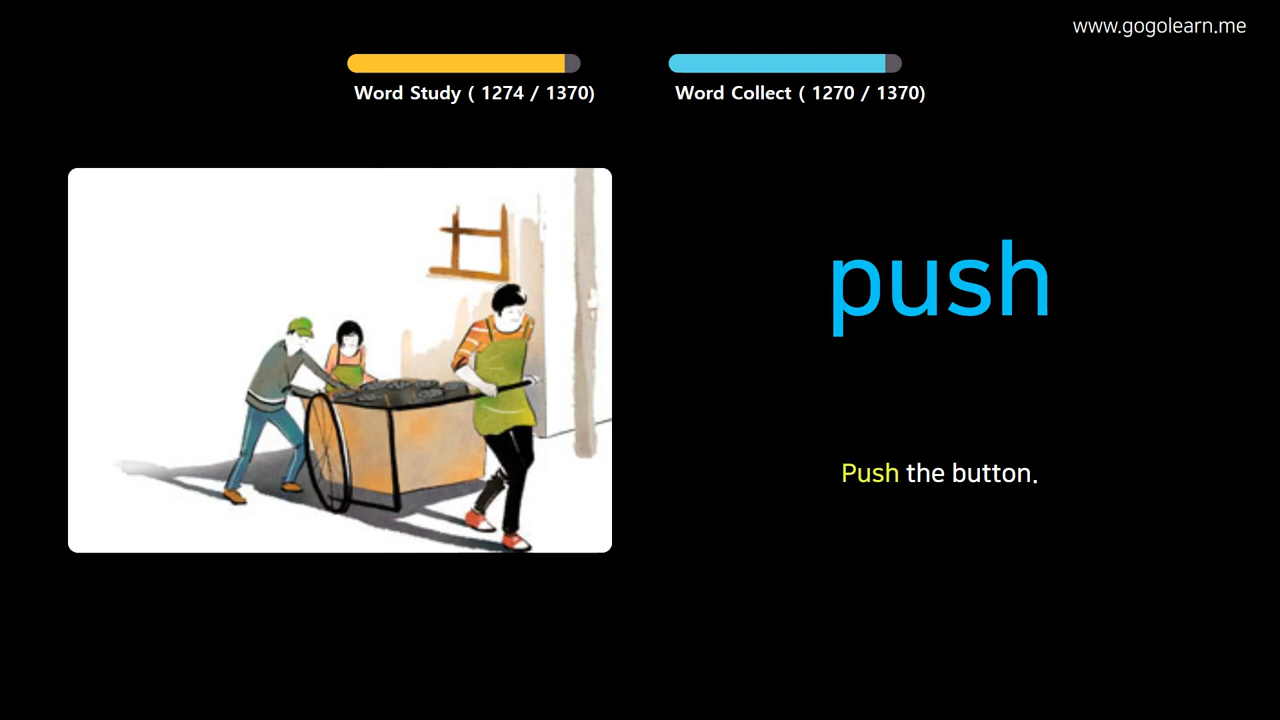 www.gogolearn.me
Word Study ( 1274 / 1370)
Word Collect ( 1270 / 1370)
push
Push the button.